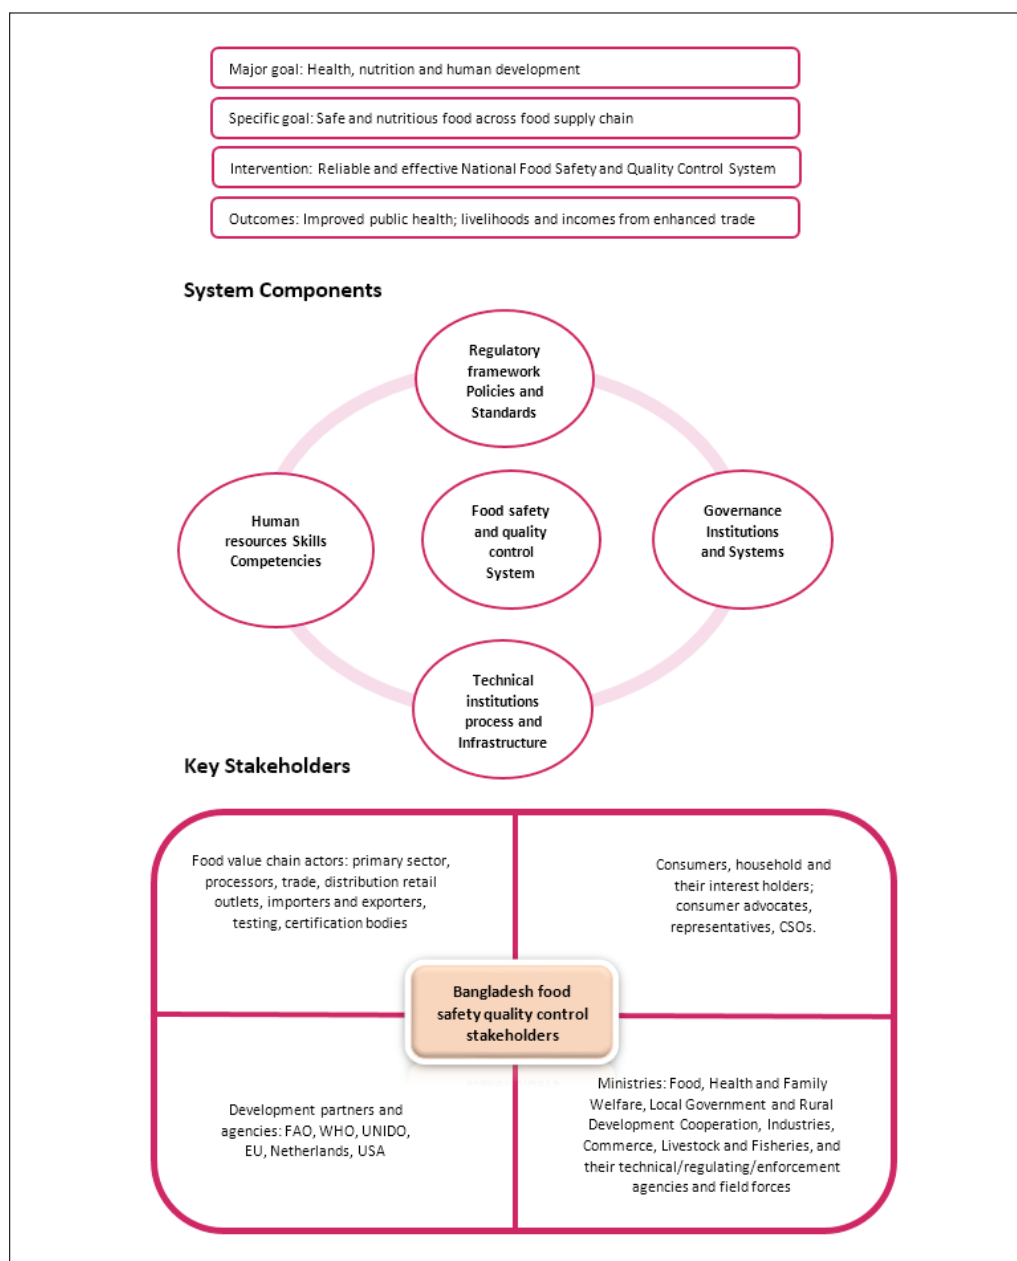 Major goal: Health, nutrition and human development
Specific goal: Safe and nutritious food across food supply chain
Intervention: Reliable and effective National Food Safety and Quality Control System
Outcomes: Improved public health; livelihoods and incomes from enhanced trade
System Components
Regulatory
framework
Policies and
Standards
Human
resources Skills
Competencies
Food safety
and quality
control
System
Governance
Institutions
and Systems
Technical
institutions
process and
Infrastructure
Key Stakeholders
Food value chain actors: primary sector,
processors, trade, distribution retail
outlets, importers and exporters,
testing, certification bodies
Consumers, household and
their interest holders;
consumer advocates,
representatives, CSOs.
Bangladesh food
safety quality control
stakeholders
Development partners and
agencies: FAO, WHO, UNIDO,
EU, Netherlands, USA
Ministries: Food, Health and Family
Welfare, Local Government and Rural
Development Cooperation, Industries,
Commerce, Livestock and Fisheries, and
their technical/regulating/enforcement
agencies and field forces